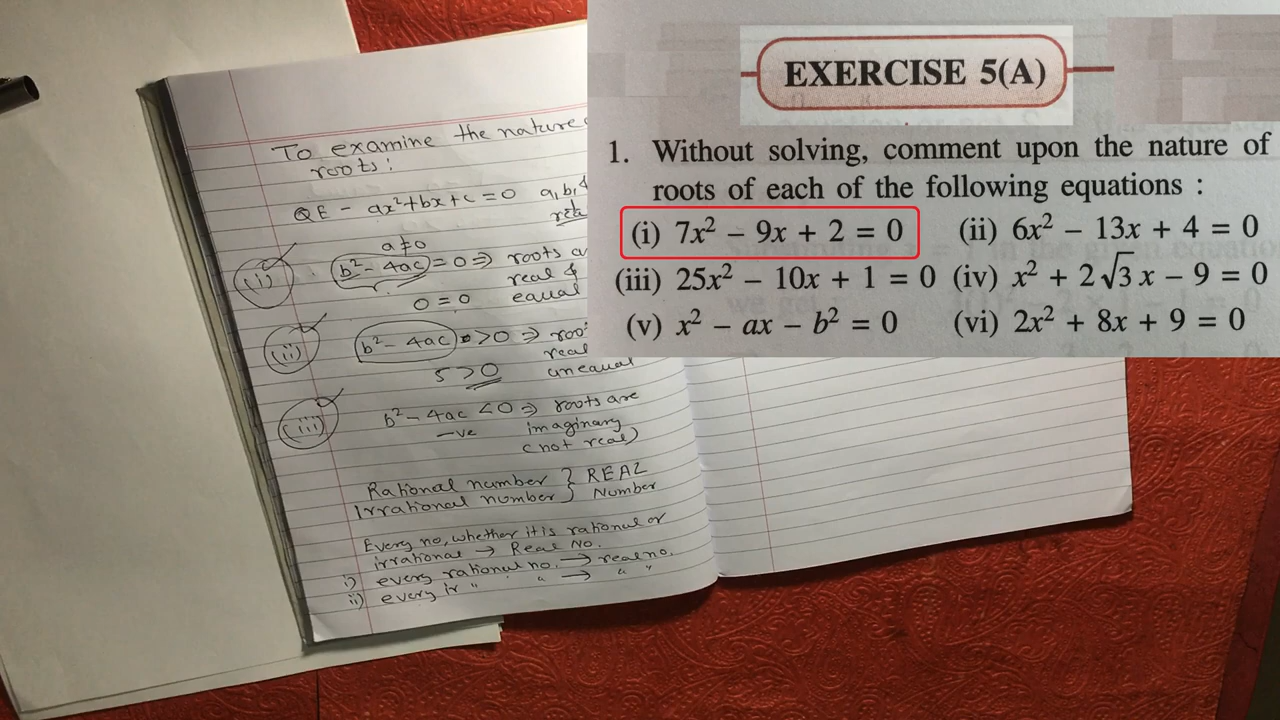 To examine the nature
roots:
QE - ax²+bx+c=0 a,b,
a≠0
(i) b²-4ac=0 ⇒ roots
real &
0=0 equal
(ii) b²-4ac >0 ⇒
real
5>0 unequal
(iii) b²-4ac <0 ⇒ roots are
-ve imaginary
(not real)
Rational number } REAL
Irrational number } Number
Every no, whether it is rational or
irrational → Real No.
i) every rational no. → real no.
ii) every ir " " → " "
EXERCISE 5(A)
1. Without solving, comment upon the nature of
roots of each of the following equations :
(i) 7x² − 9x + 2 = 0 (ii) 6x² − 13x + 4 = 0
(iii) 25x² − 10x + 1 = 0 (iv) x² + 2√3 x − 9 = 0
(v) x² − ax − b² = 0 (vi) 2x² + 8x + 9 = 0